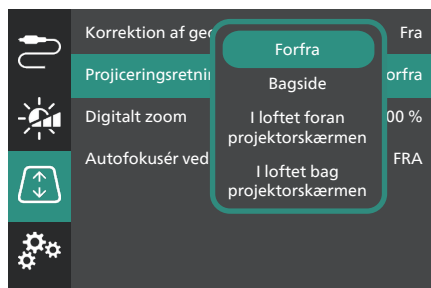 Korrektion af geo Fra
Projiceringsretnin orfra
Digitalt zoom 00 %
Autofokusér ved FRA
Forfra
Bagside
I loftet foran
projektorskærmen
I loftet bag
projektorskærmen